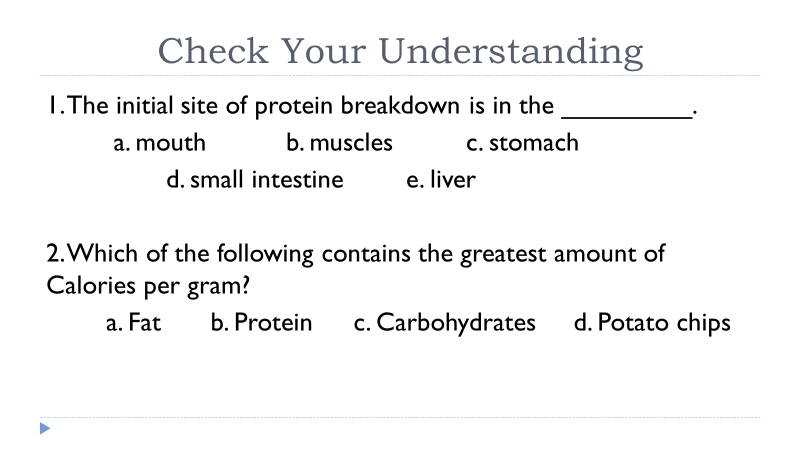 Check Your Understanding
1. The initial site of protein breakdown is in the __________.
a. mouth b. muscles c. stomach
d. small intestine e. liver
2. Which of the following contains the greatest amount of
Calories per gram?
a. Fat b. Protein c. Carbohydrates d. Potato chips